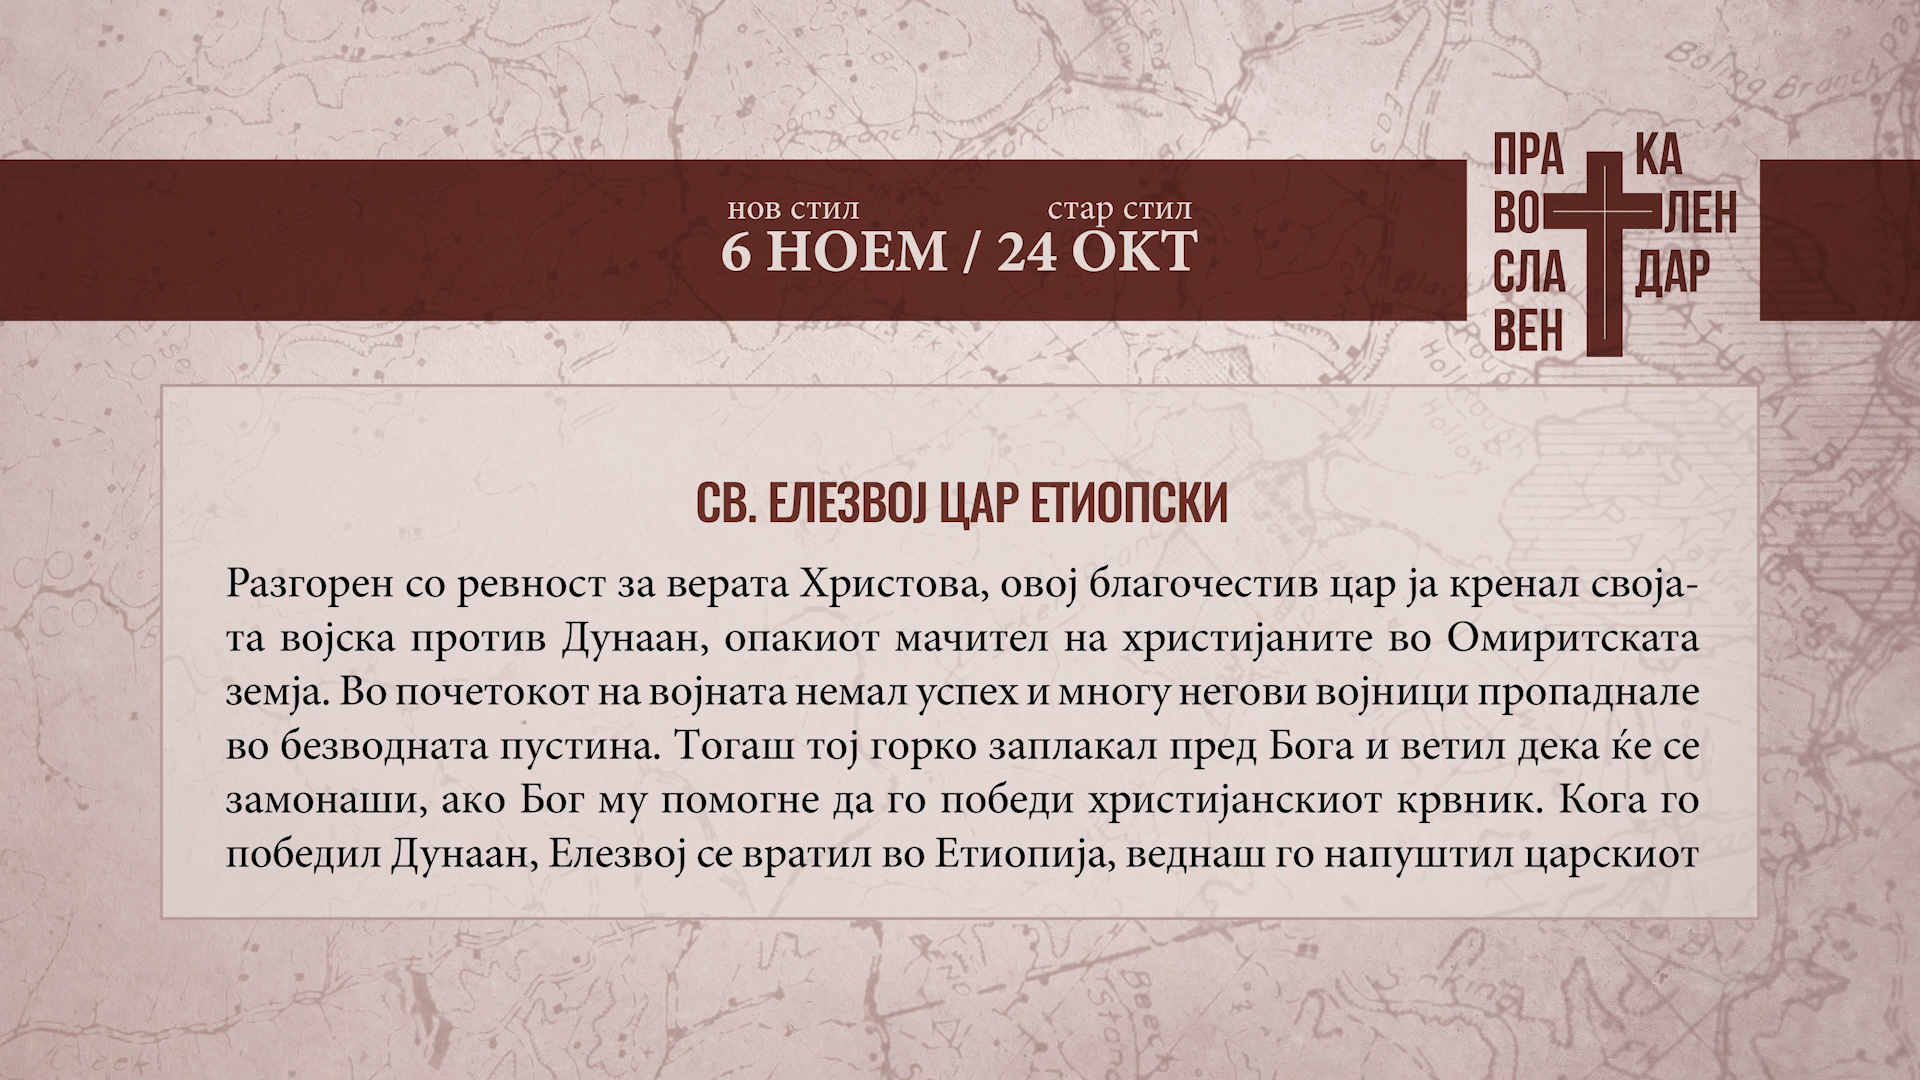 нов стил стар стил
6 НОЕМ / 24 ОКТ
ПРА КА
ВО ЛЕН
СЛА ДАР
ВЕН
СВ. ЕЛЕЗВОЈ ЦАР ЕТИОПСКИ
Разгорен со ревност за верата Христова, овој благочестив цар ја кренал своја-
та војска против Дунаан, опакиот мачител на христијаните во Омиритската
земја. Во почетокот на војната немал успех и многу негови војници пропаднале
во безводната пустина. Тогаш тој горко заплакал пред Бога и ветил дека ќе се
замонаши, ако Бог му помогне да го победи христијанскиот крвник. Кога го
победил Дунаан, Елезвој се вратил во Етиопија, веднаш го напуштил царскиот